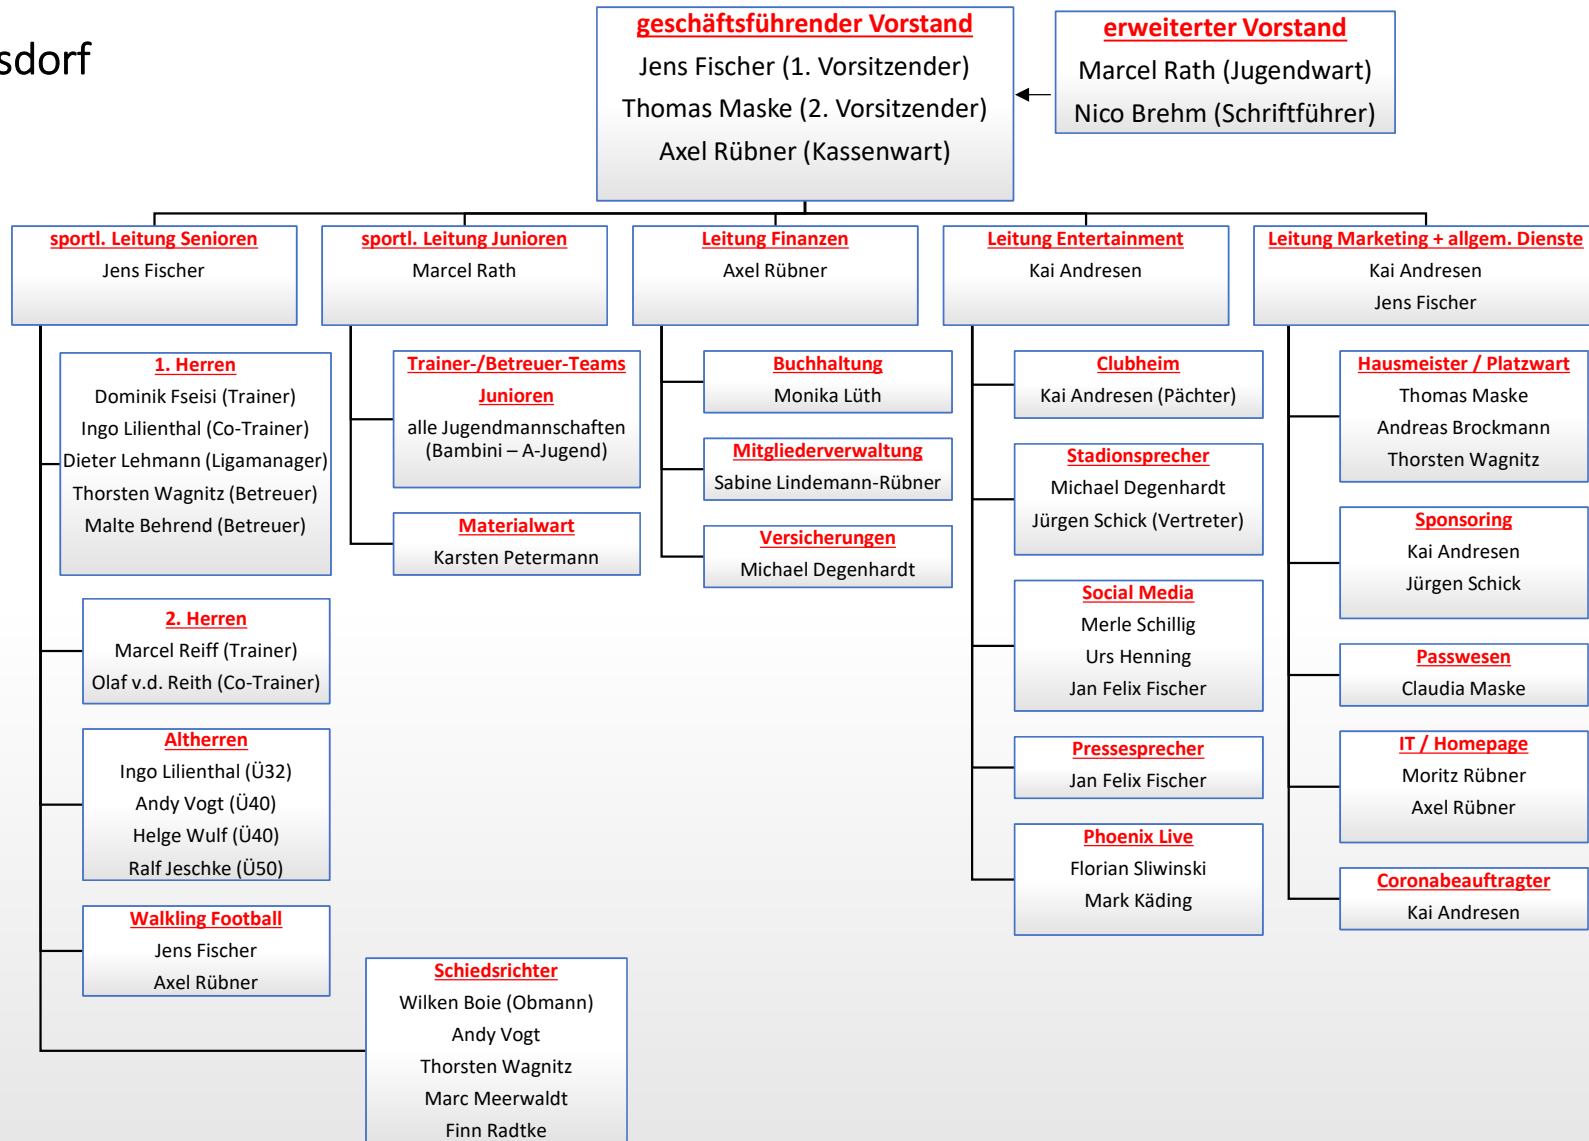 sdorf
geschäftsführender Vorstand
Jens Fischer (1. Vorsitzender)
Thomas Maske (2. Vorsitzender)
Axel Rübner (Kassenwart)
erweiterter Vorstand
Marcel Rath (Jugendwart)
Nico Brehm (Schriftführer)
sportl. Leitung Senioren
Jens Fischer
sportl. Leitung Junioren
Marcel Rath
Leitung Finanzen
Axel Rübner
Leitung Entertainment
Kai Andresen
Leitung Marketing + allgem. Dienste
Kai Andresen
Jens Fischer
1. Herren
Dominik Fseisi (Trainer)
Ingo Lilienthal (Co-Trainer)
Dieter Lehmann (Ligamanager)
Thorsten Wagnitz (Betreuer)
Malte Behrend (Betreuer)
2. Herren
Marcel Reiff (Trainer)
Olaf v.d. Reith (Co-Trainer)
Altherren
Ingo Lilienthal (Ü32)
Andy Vogt (Ü40)
Helge Wulf (Ü40)
Ralf Jeschke (Ü50)
Walkling Football
Jens Fischer
Axel Rübner
Schiedsrichter
Wilken Boie (Obmann)
Andy Vogt
Thorsten Wagnitz
Marc Meerwaldt
Finn Radtke
Trainer-/Betreuer-Teams
Junioren
alle Jugendmannschaften
(Bambini – A-Jugend)
Materialwart
Karsten Petermann
Buchhaltung
Monika Lüth
Mitgliederverwaltung
Sabine Lindemann-Rübner
Versicherungen
Michael Degenhardt
Clubheim
Kai Andresen (Pächter)
Stadionsprecher
Michael Degenhardt
Jürgen Schick (Vertreter)
Social Media
Merle Schillig
Urs Henning
Jan Felix Fischer
Pressesprecher
Jan Felix Fischer
Phoenix Live
Florian Sliwinski
Mark Käding
Hausmeister / Platzwart
Thomas Maske
Andreas Brockmann
Thorsten Wagnitz
Sponsoring
Kai Andresen
Jürgen Schick
Passwesen
Claudia Maske
IT / Homepage
Moritz Rübner
Axel Rübner
Coronabeauftragter
Kai Andresen